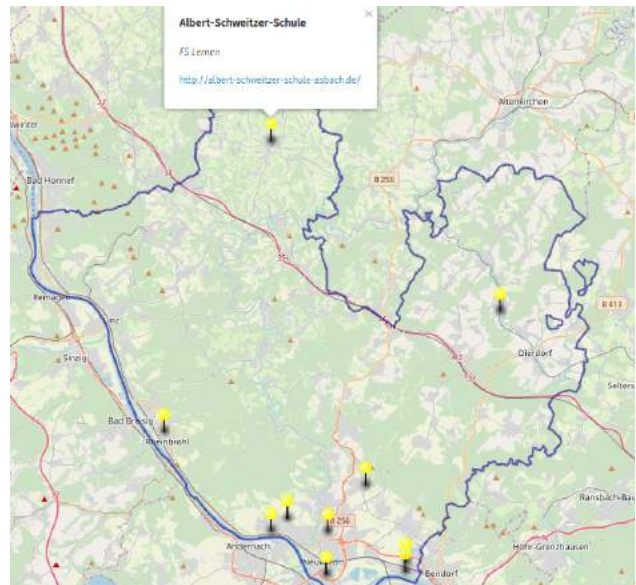 ×
Albert-Schweitzer-Schule
FS Lernen
http://albert-schweitzer-schule-asbach.de/
Altenkirchen
Bad Honnef
B 256
Remagen
Sinzig
B 413
Dierdorf
Selters
Bad Breisig
Rheinbrohl
Ransbach-Bau
B 256
Andernach
Neuwied
Höhr-Grenzhausen
Bendorf